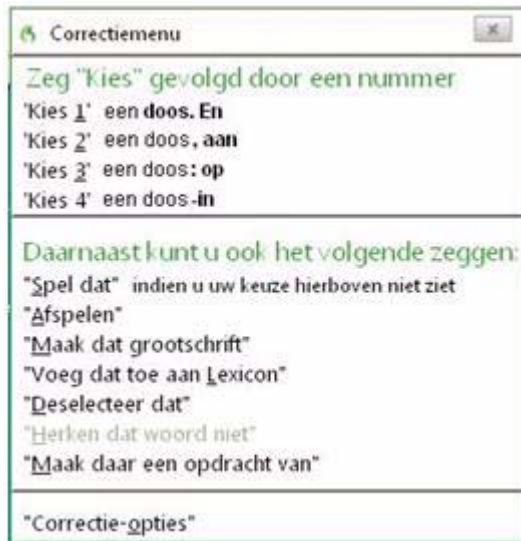 Correctiemenu
Zeg "Kies" gevolgd door een nummer
'Kies 1' een doos. En
'Kies 2' een doos, aan
'Kies 3' een doos: op
'Kies 4' een doos-in
Daarnaast kunt u ook het volgende zeggen:
"Spel dat" indien u uw keuze hierboven niet ziet
"Afspelen"
"Maak dat grootschrift"
"Voeg dat toe aan Lexicon"
"Deselecteer dat"
"Herken dat woord niet"
"Maak daar een opdracht van"
"Correctie-opties"